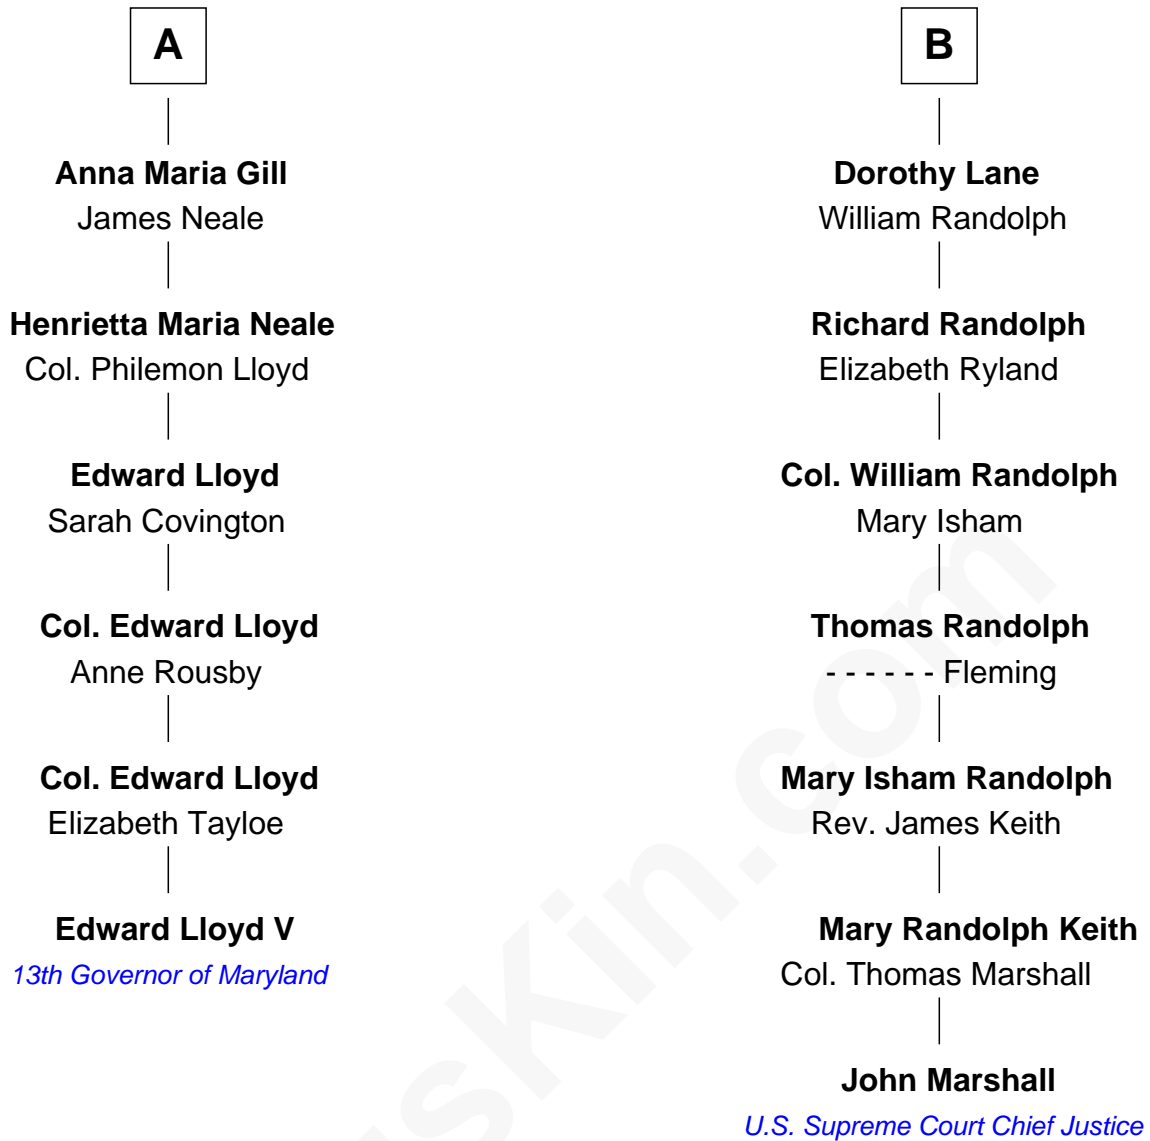 A
Anna Maria Gill
James Neale
Henrietta Maria Neale
Col. Philemon Lloyd
Edward Lloyd
Sarah Covington
Col. Edward Lloyd
Anne Rousby
Col. Edward Lloyd
Elizabeth Tayloe
Edward Lloyd V
13th Governor of Maryland
B
Dorothy Lane
William Randolph
Richard Randolph
Elizabeth Ryland
Col. William Randolph
Mary Isham
Thomas Randolph
- - - - - - Fleming
Mary Isham Randolph
Rev. James Keith
Mary Randolph Keith
Col. Thomas Marshall
John Marshall
U.S. Supreme Court Chief Justice